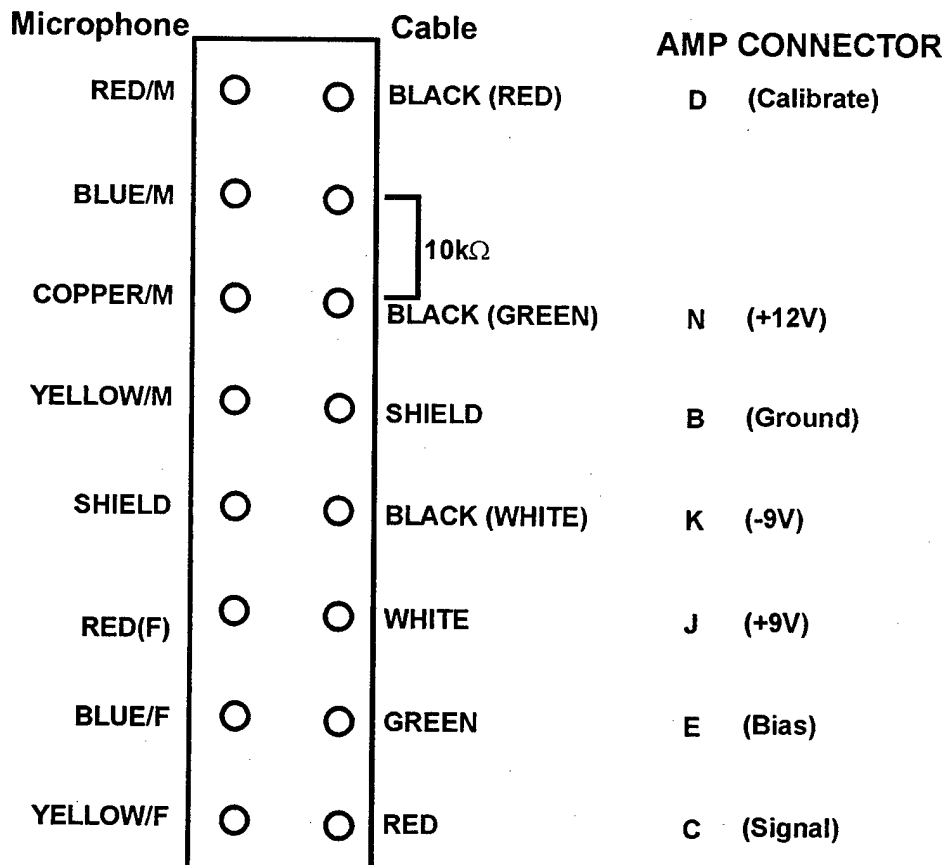 Microphone Cable AMP CONNECTOR
RED/M BLACK (RED) D (Calibrate)
BLUE/M
10kΩ
COPPER/M BLACK (GREEN) N (+12V)
YELLOW/M SHIELD B (Ground)
SHIELD BLACK (WHITE) K (-9V)
RED(F) WHITE J (+9V)
BLUE/F GREEN E (Bias)
YELLOW/F RED C (Signal)